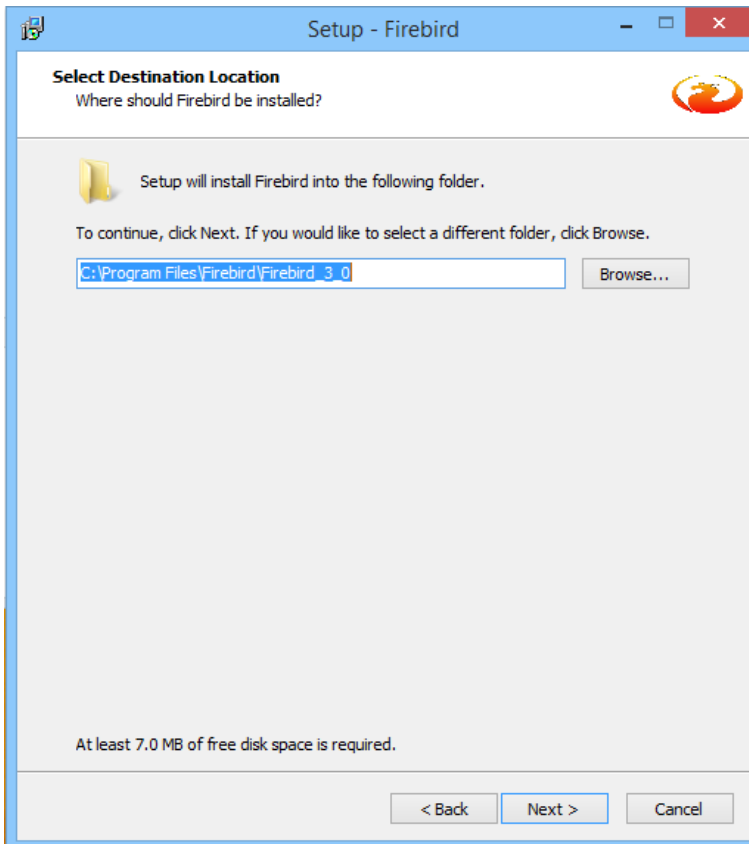 Setup - Firebird
Select Destination Location
Where should Firebird be installed?
Setup will install Firebird into the following folder.
To continue, click Next. If you would like to select a different folder, click Browse.
C:\Program Files\Firebird\Firebird_3_0
Browse...
At least 7.0 MB of free disk space is required.
< Back
Next >
Cancel